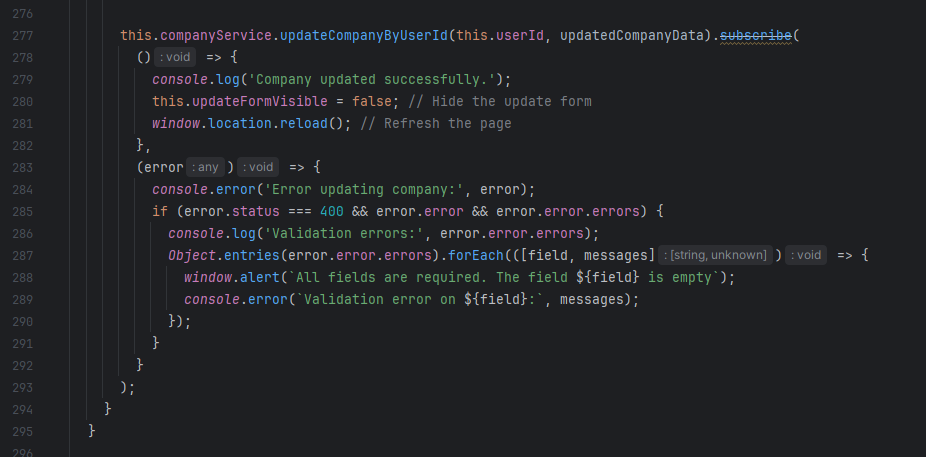 276
277 this.companyService.updateCompanyByUserId(this.userId, updatedCompanyData).subscribe(
278 () : void => {
279 console.log('Company updated successfully.');
280 this.updateFormVisible = false; // Hide the update form
281 window.location.reload(); // Refresh the page
282 },
283 (error : any ) : void => {
284 console.error('Error updating company:', error);
285 if (error.status === 400 && error.error && error.error.errors) {
286 console.log('Validation errors:', error.error.errors);
287 Object.entries(error.error.errors).forEach(([field, messages] : [string, unknown] ) : void => {
288 window.alert(`All fields are required. The field ${field} is empty`);
289 console.error(`Validation error on ${field}:`, messages);
290 });
291 }
292 }
293 );
294 }
295 }
296